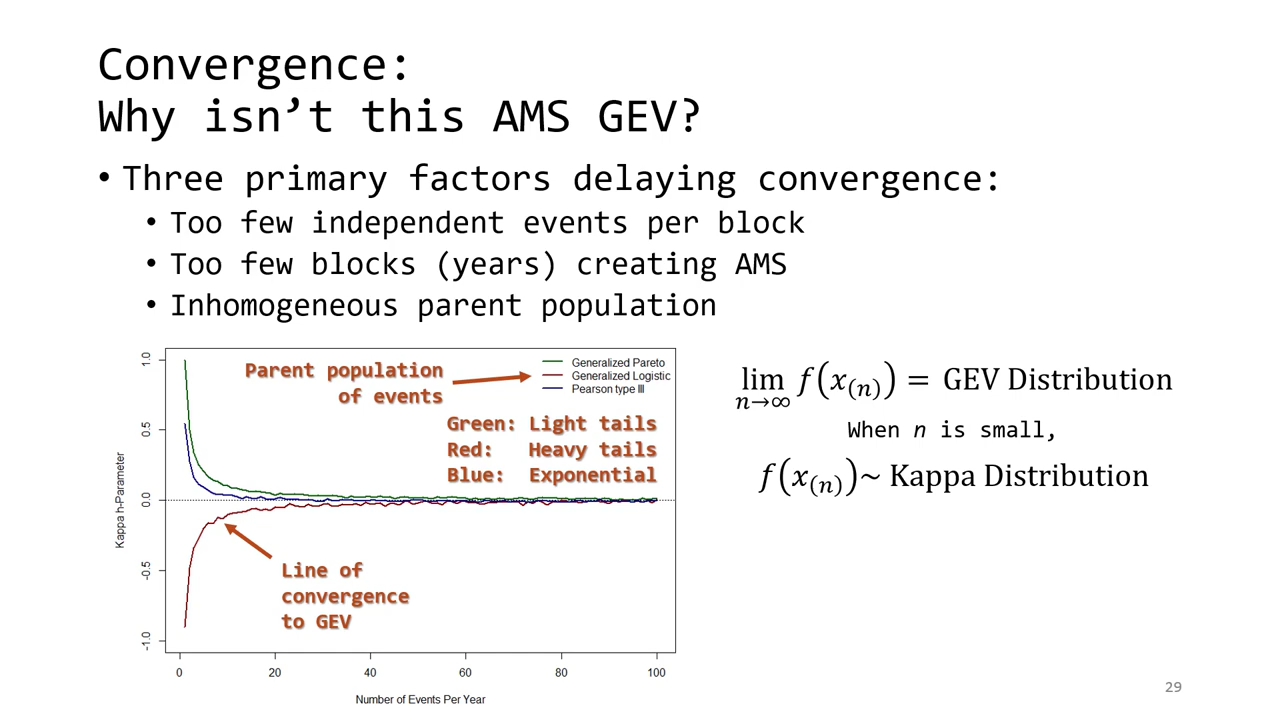 Convergence:
Why isn’t this AMS GEV?
• Three primary factors delaying convergence:
• Too few independent events per block
• Too few blocks (years) creating AMS
• Inhomogeneous parent population
Parent population
of events
Generalized Pareto
Generalized Logistic
Pearson type III
Green: Light tails
Red: Heavy tails
Blue: Exponential
Line of
convergence
to GEV
Kappa h-Parameter
1.0
0.5
0.0
-0.5
-1.0
0 20 40 60 80 100
Number of Events Per Year
lim f(x(n)) = GEV Distribution
n→∞
When n is small,
f(x(n))~ Kappa Distribution
29